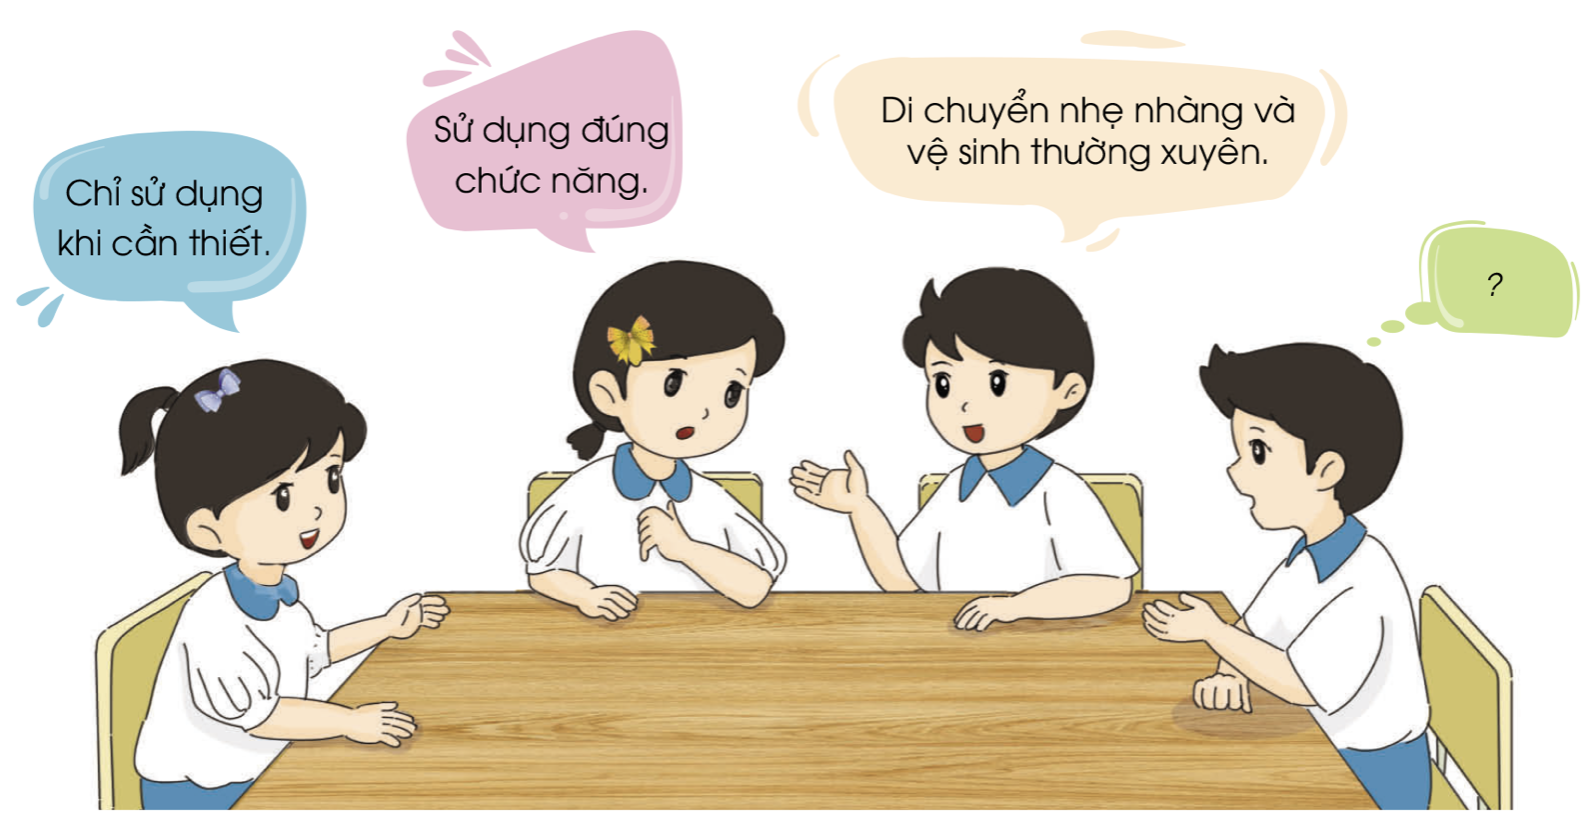 Chỉ sử dụng
khi cần thiết.
Sử dụng đúng
chức năng.
Di chuyển nhẹ nhàng và
vệ sinh thường xuyên.
?